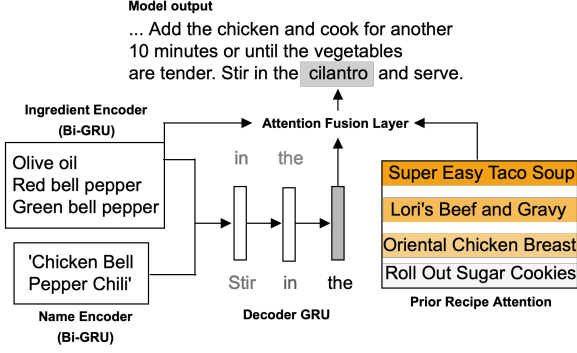 Model output
... Add the chicken and cook for another
10 minutes or until the vegetables
are tender. Stir in the cilantro and serve.
Ingredient Encoder
(Bi-GRU)
Attention Fusion Layer
Olive oil
Red bell pepper
Green bell pepper
in the
Super Easy Taco Soup
Lori's Beef and Gravy
Oriental Chicken Breast
Roll Out Sugar Cookies
'Chicken Bell
Pepper Chili'
Stir in the
Name Encoder
(Bi-GRU)
Decoder GRU
Prior Recipe Attention